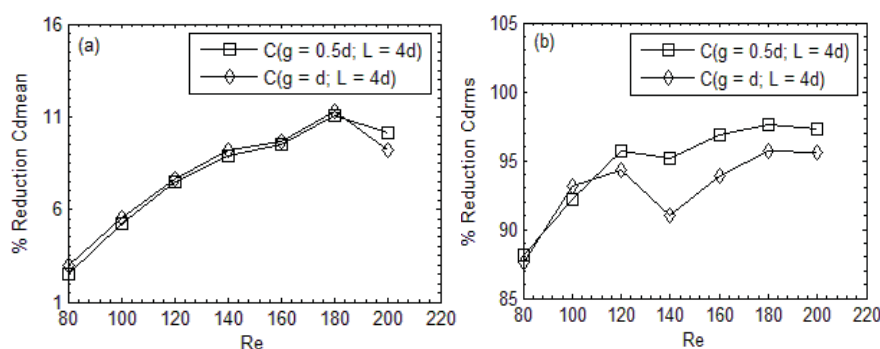 (a)
C(g = 0.5d; L = 4d)
C(g = d; L = 4d)
% Reduction Cdmean
16
11
6
1
80 100 120 140 160 180 200 220
Re
(b)
C(g = 0.5d; L = 4d)
C(g = d; L = 4d)
% Reduction Cdrms
105
100
95
90
85
80 100 120 140 160 180 200 220
Re